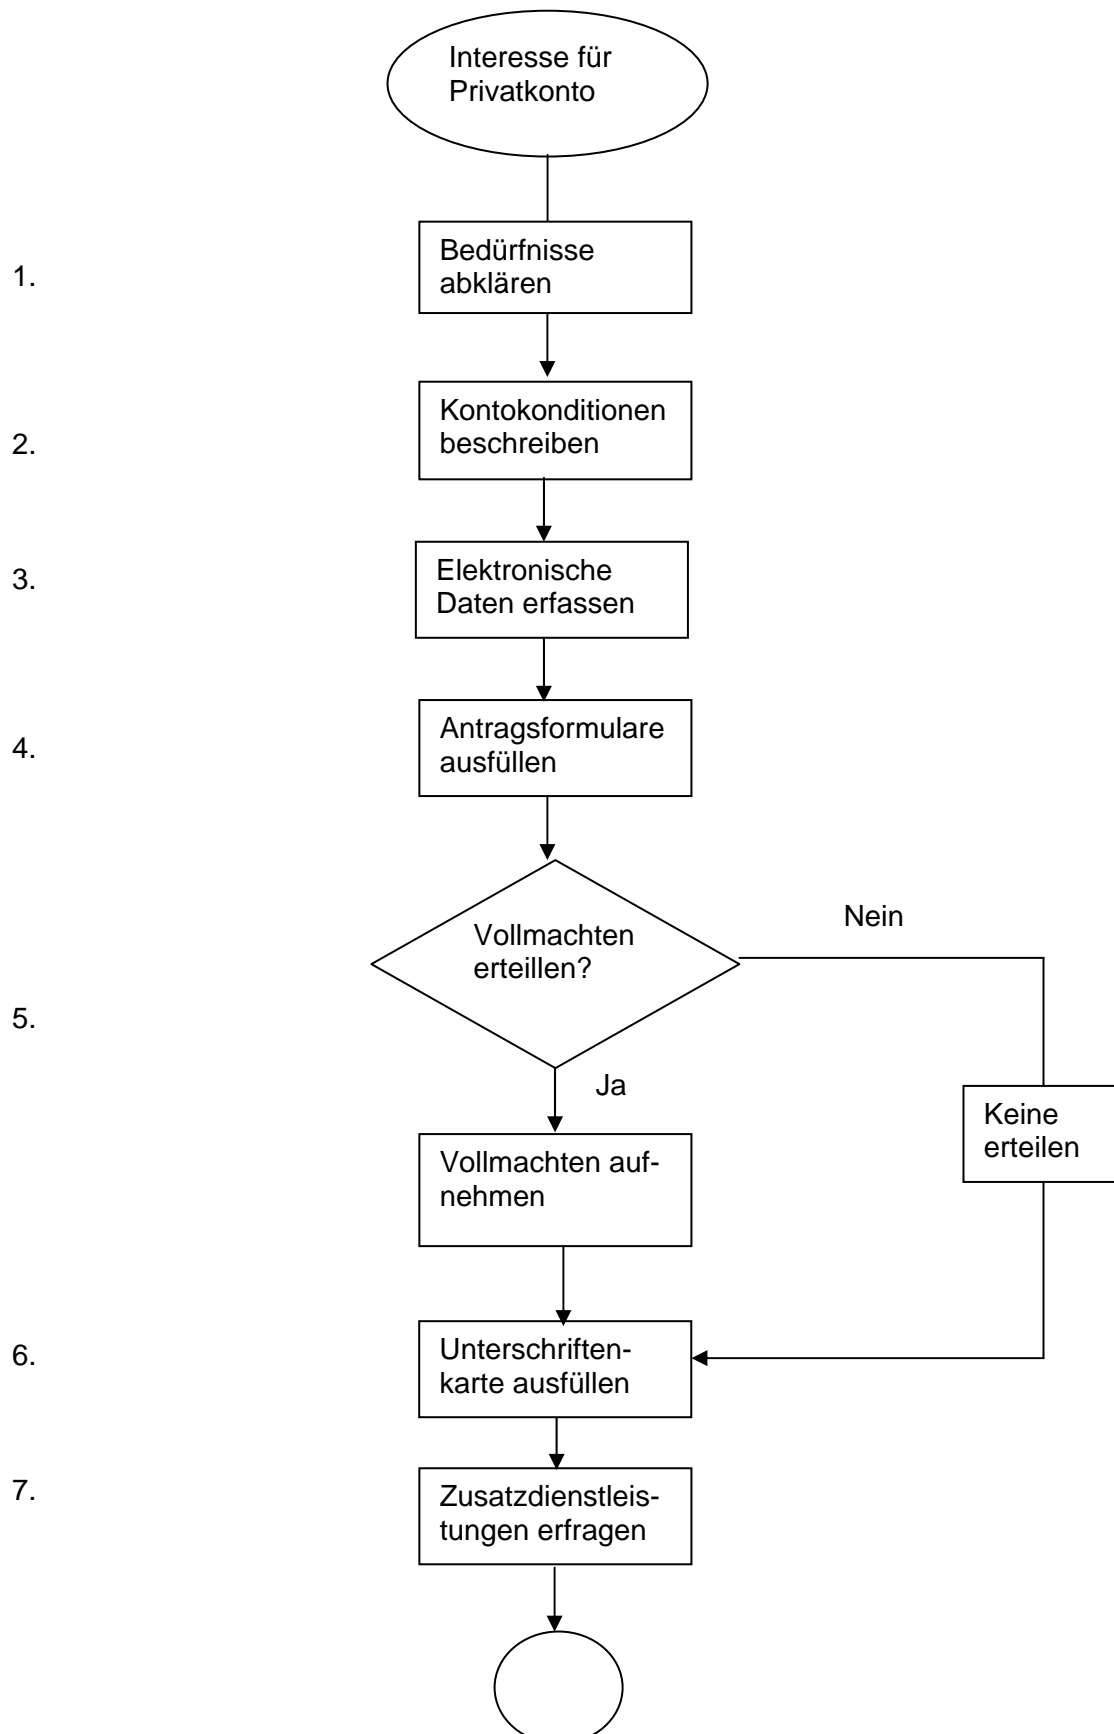 Interesse für
Privatkonto
1.
Bedürfnisse
abklären
2.
Kontokonditionen
beschreiben
3.
Elektronische
Daten erfassen
4.
Antragsformulare
ausfüllen
5.
Vollmachten
erteillen?
Nein
Ja
Keine
erteilen
Vollmachten auf-
nehmen
6.
Unterschriften-
karte ausfüllen
7.
Zusatzdienstleis-
tungen erfragen